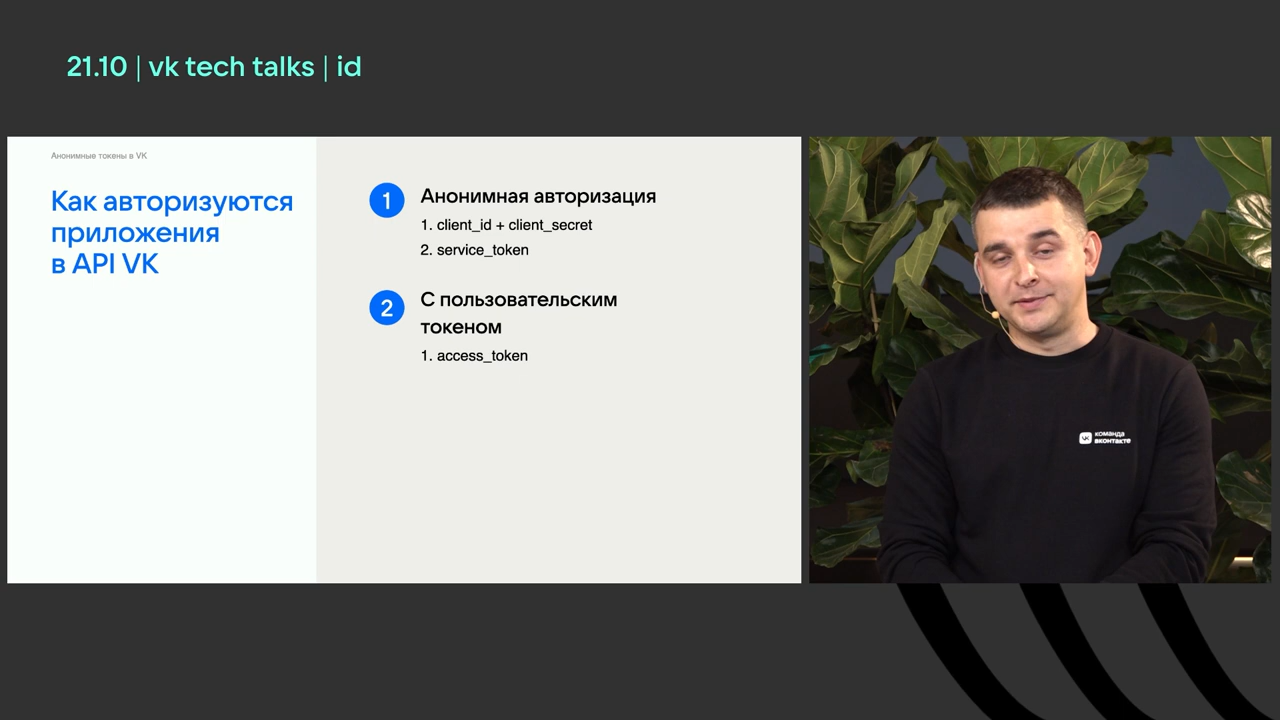 21.10 | vk tech talks | id
Анонимные токены в VK
Как авторизуются
приложения
в API VK
1 Анонимная авторизация
1. client_id + client_secret
2. service_token
2 С пользовательским
токеном
1. access_token
команда
вконтакте